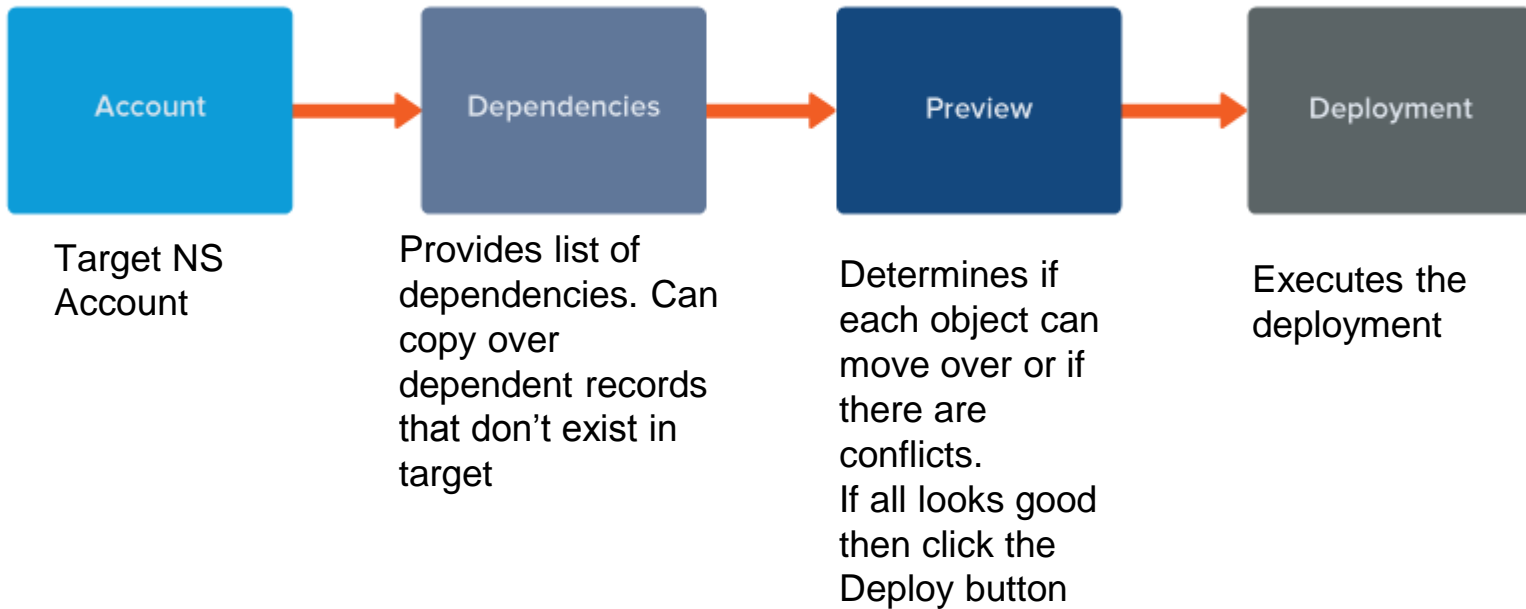 Account
Dependencies
Preview
Deployment
Target NS
Account
Provides list of
dependencies. Can
copy over
dependent records
that don’t exist in
target
Determines if
each object can
move over or if
there are
conflicts.
If all looks good
then click the
Deploy button
Executes the
deployment